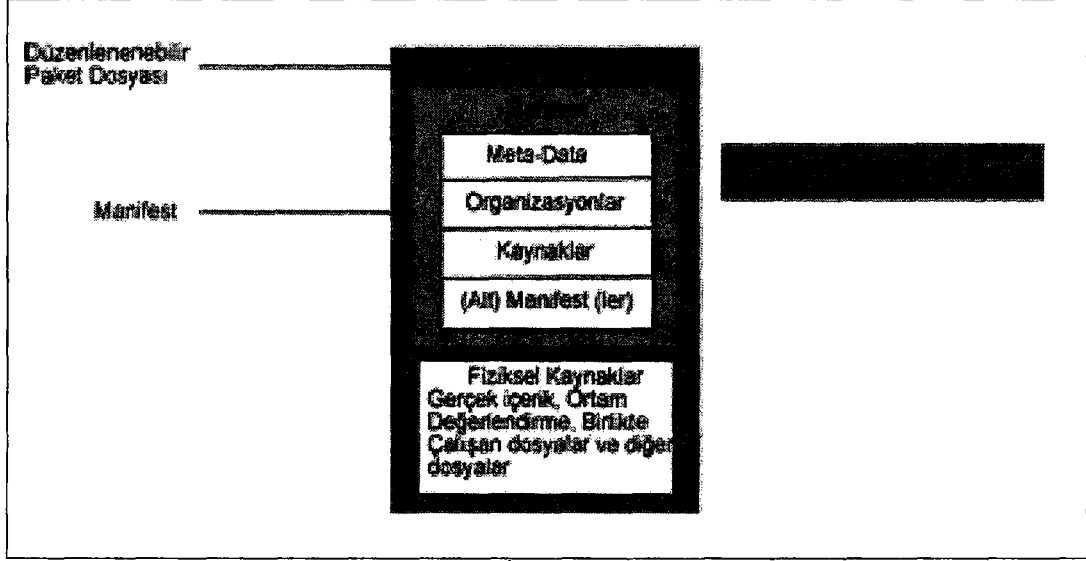 Düzenlenenebilir
Paket Dosyası
Manifest
Meta-Data
Organizasyonlar
Kaynaklar
(Alt) Manifest (ler)
Fiziksel Kaynaklar
Gerçek içerik, Ortam
Değerlendirme, Birlikte
Çalışan dosyalar ve diğer
dosyalar